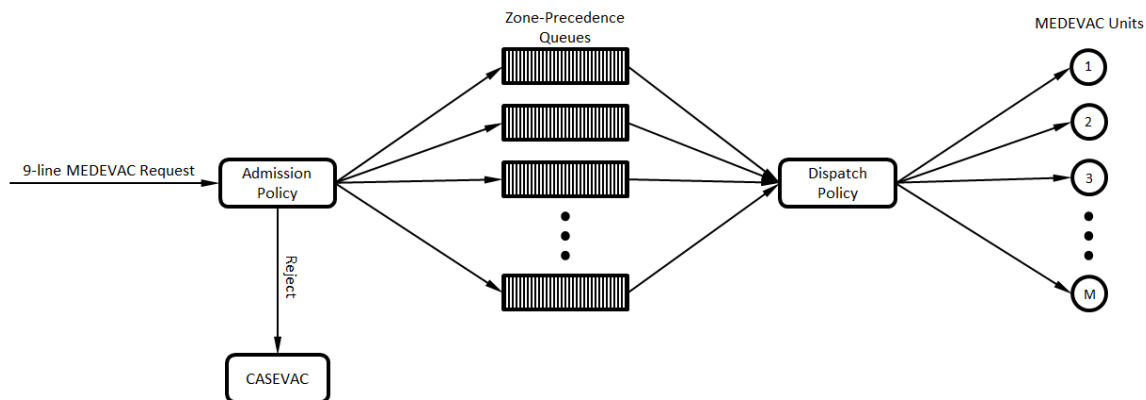 Zone-Precedence
Queues
MEDEVAC Units
9-line MEDEVAC Request
Admission
Policy
Dispatch
Policy
1
2
3
M
Reject
CASEVAC